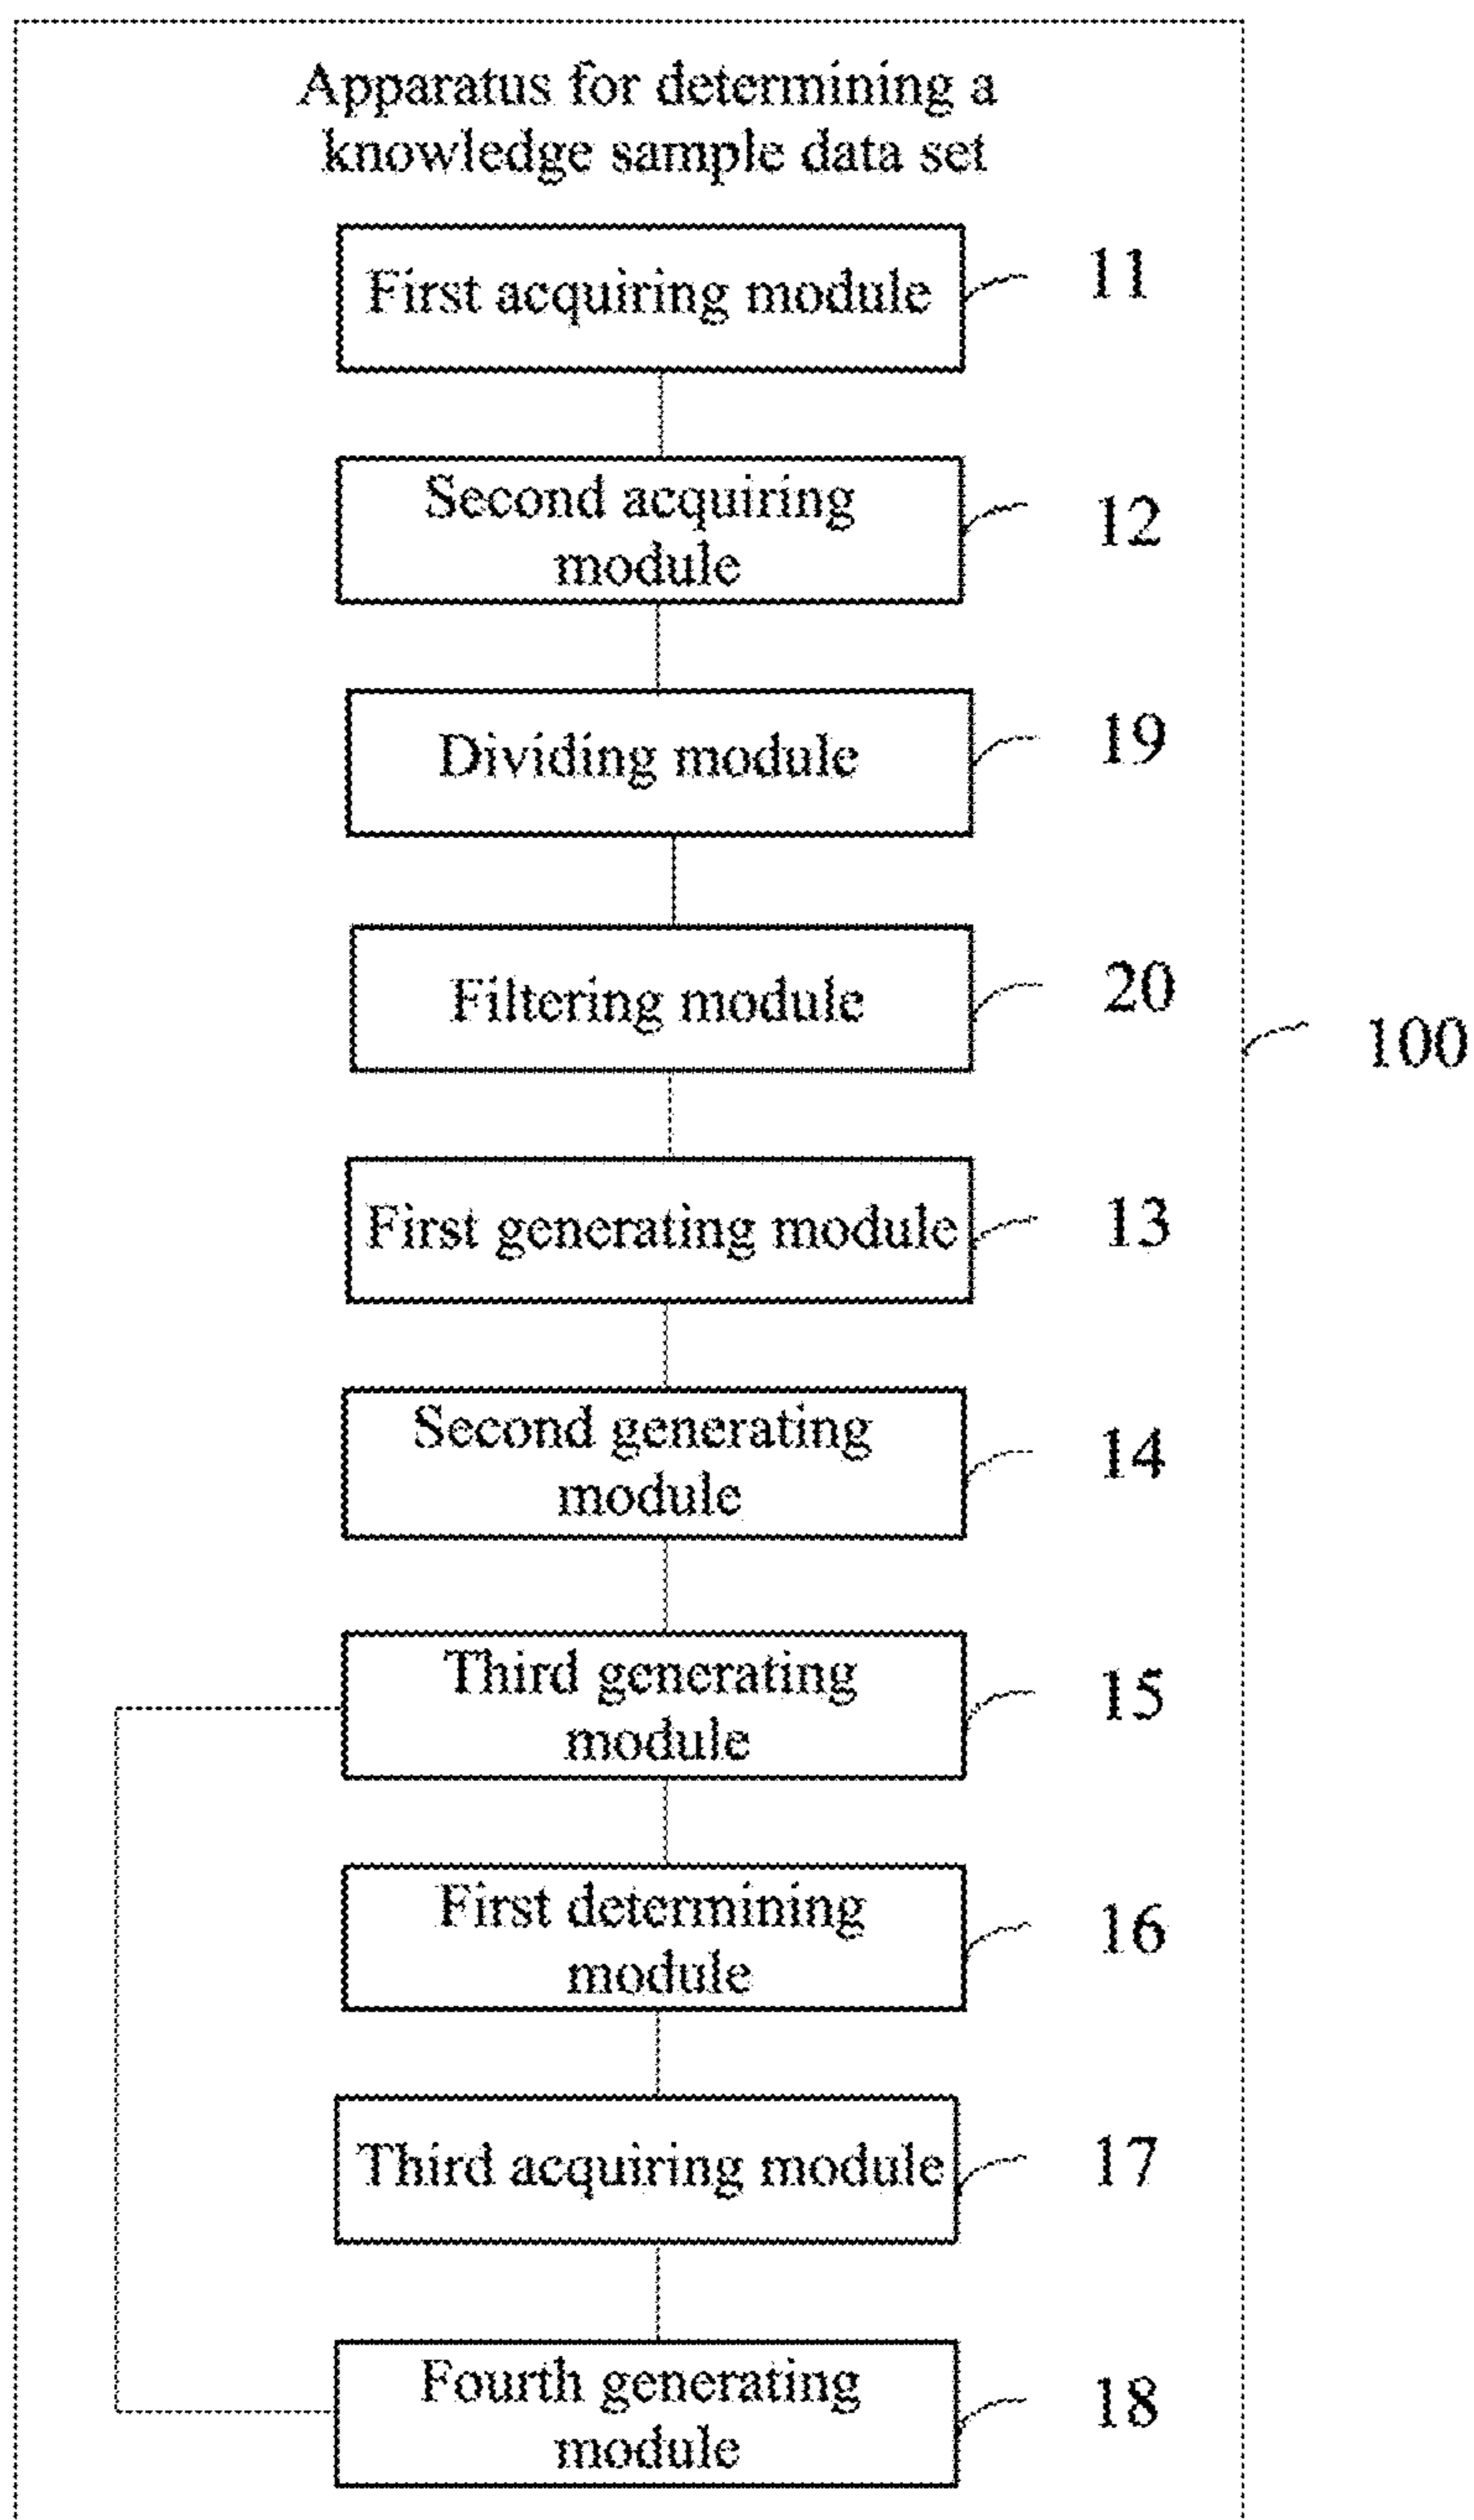 Apparatus for determining a
knowledge sample data set
First acquiring module
11
Second acquiring
module
12
Dividing module
19
Filtering module
20
100
First generating module
13
Second generating
module
14
Third generating
module
15
First determining
module
16
Third acquiring module
17
Fourth generating
module
18